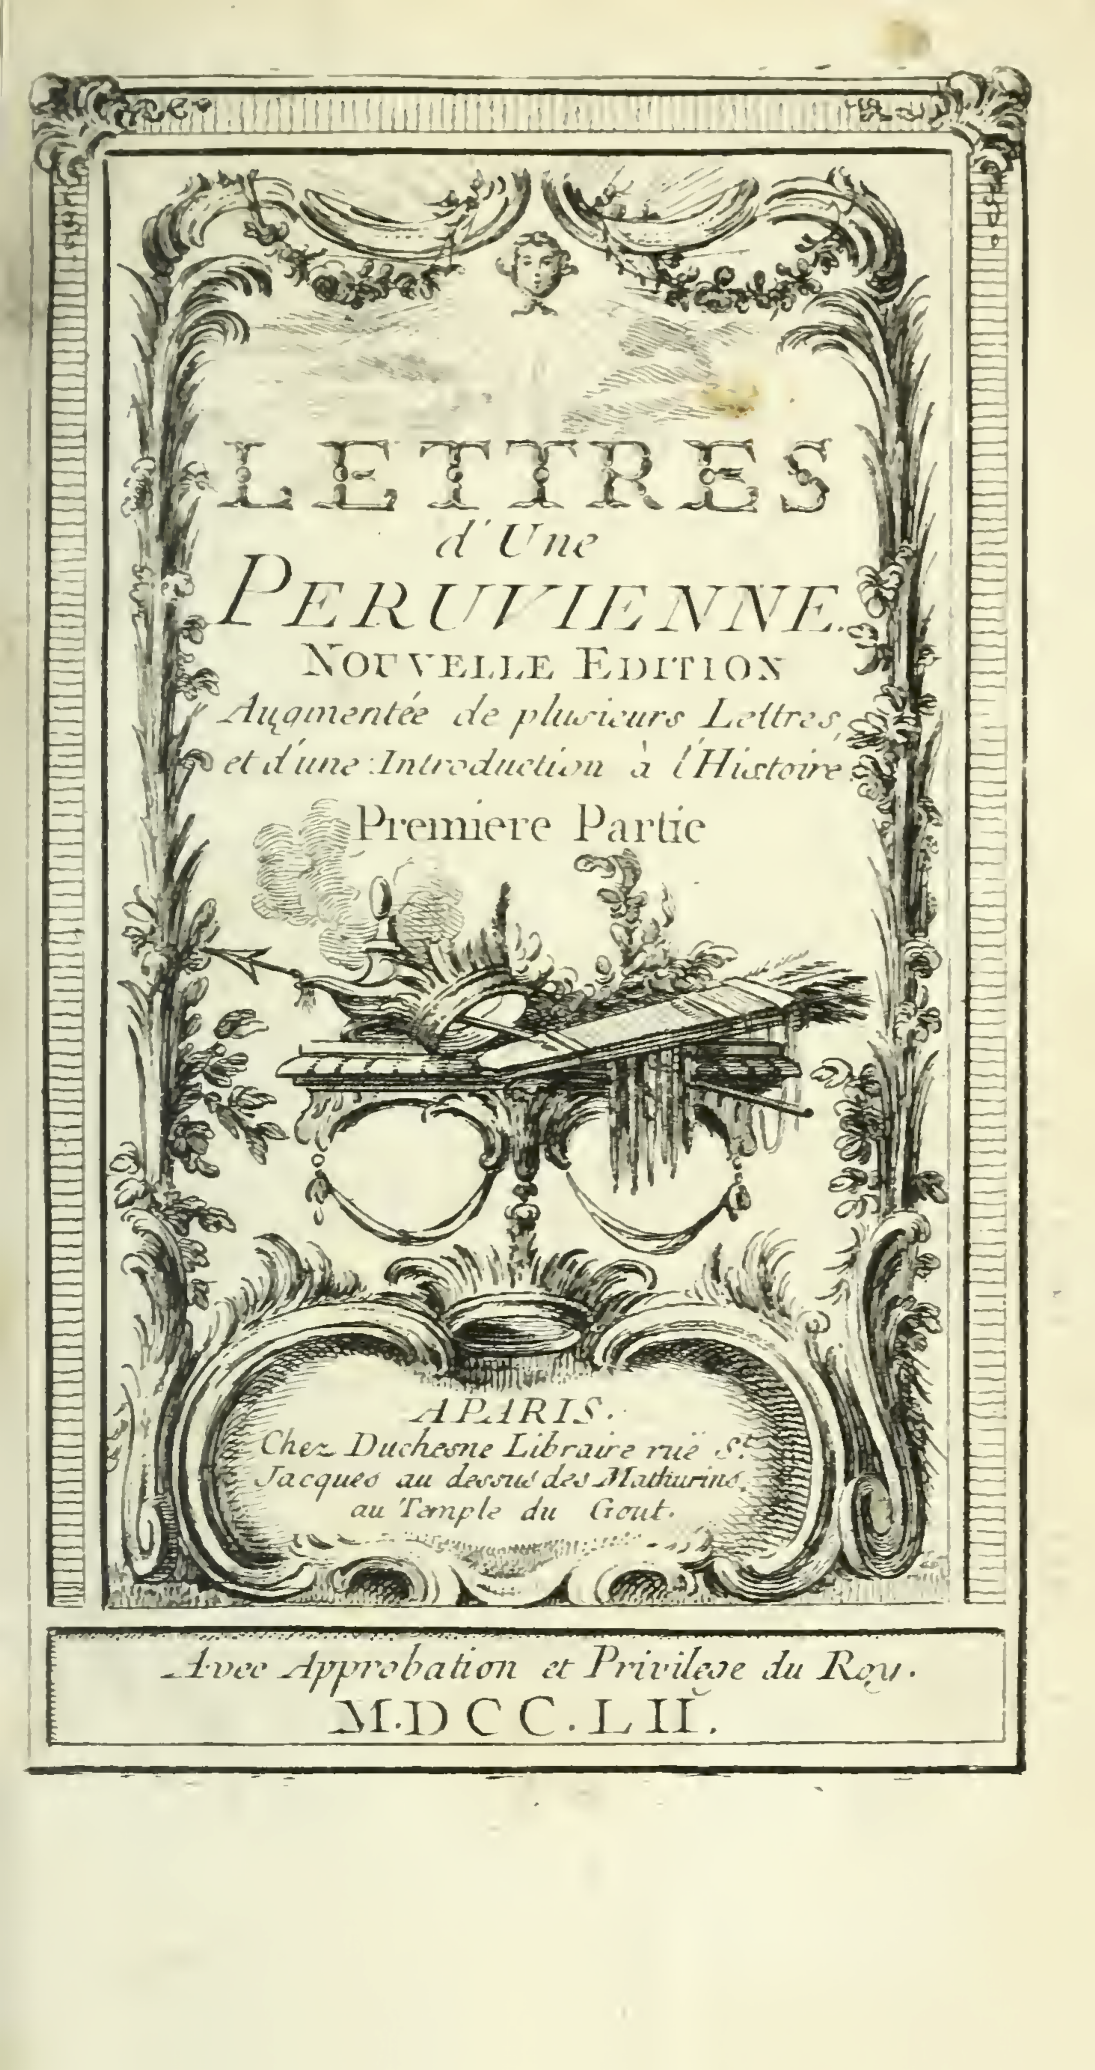 LETTRES
d'Une
PERUVIENNE.
NOUVELLE EDITION
Augmentée de plusieurs Lettres,
et d'une Introduction à l'Histoire.
Premiere Partie
A PARIS.
Chez Duchesne Libraire ruë St.
Jacques au dessus des Mathurins,
au Temple du Gout.
Avec Approbation et Privilege du Roy.
M.DCC.LII.